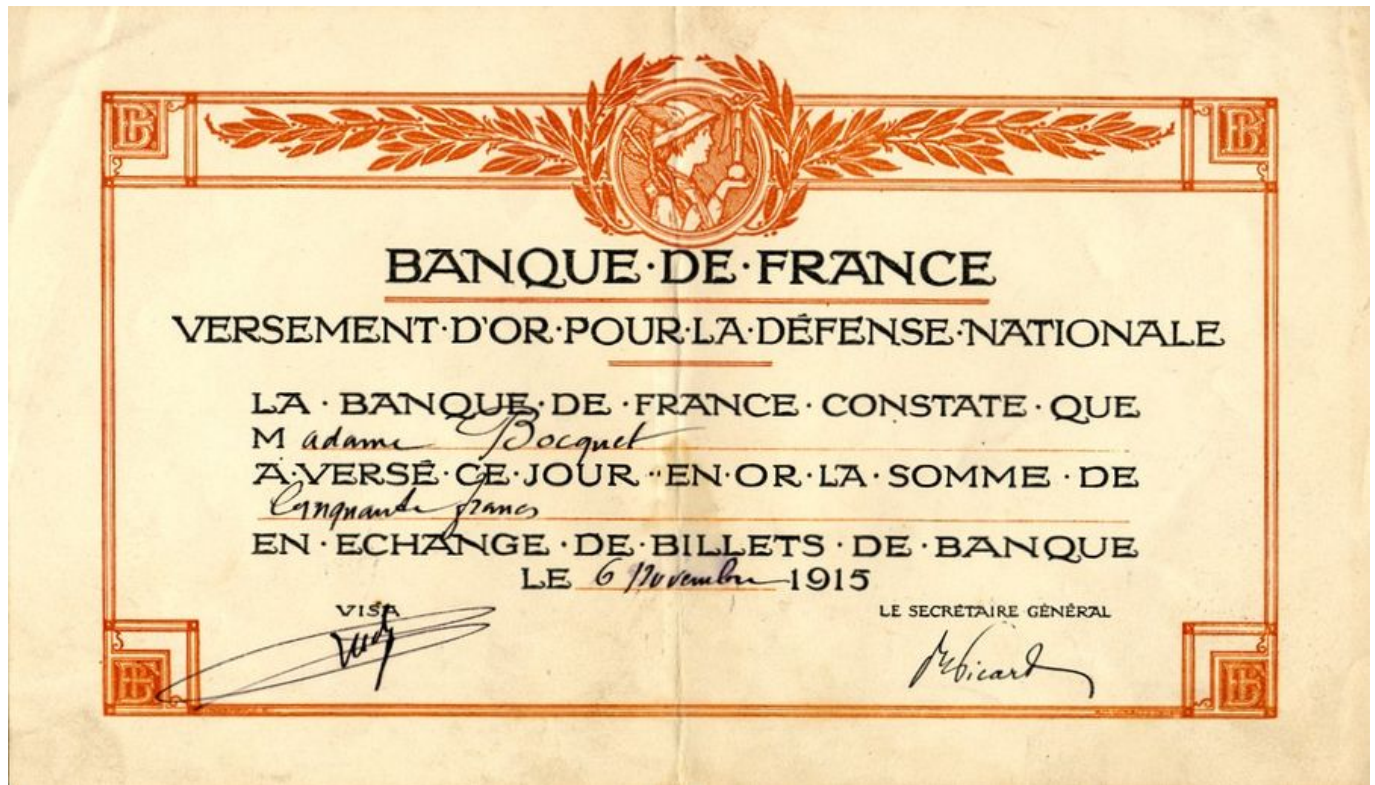 BANQUE·DE·FRANCE
VERSEMENT·D'OR·POUR·LA·DÉFENSE·NATIONALE
LA·BANQUE·DE·FRANCE·CONSTATE·QUE
Madame Bocquet
A·VERSÉ·CE·JOUR·EN·OR·LA·SOMME·DE
Cinquante francs
EN·ECHANGE·DE·BILLETS·DE·BANQUE
LE 6 Novembre 1915
VISA
LE SECRÉTAIRE GÉNÉRAL
Picard